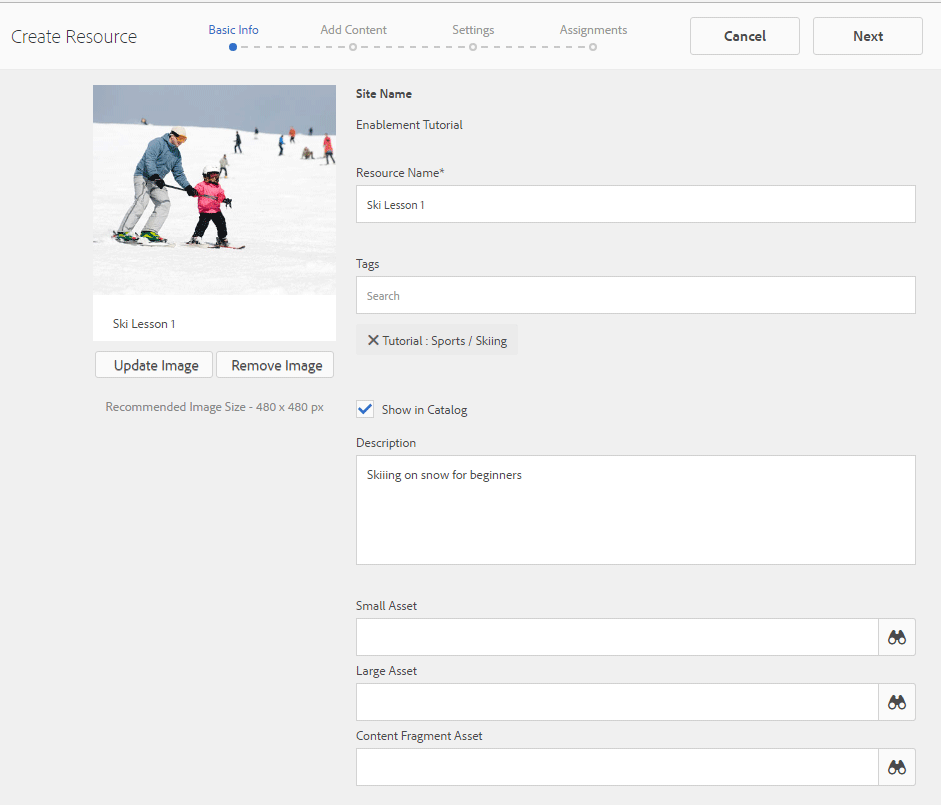 Create Resource
Basic Info
Add Content
Settings
Assignments
Cancel
Next
Site Name
Enablement Tutorial
Resource Name*
Ski Lesson 1
Tags
Search
Tutorial : Sports / Skiing
Ski Lesson 1
Update Image
Remove Image
Recommended Image Size - 480 x 480 px
Show in Catalog
Description
Skiiing on snow for beginners
Small Asset
Large Asset
Content Fragment Asset